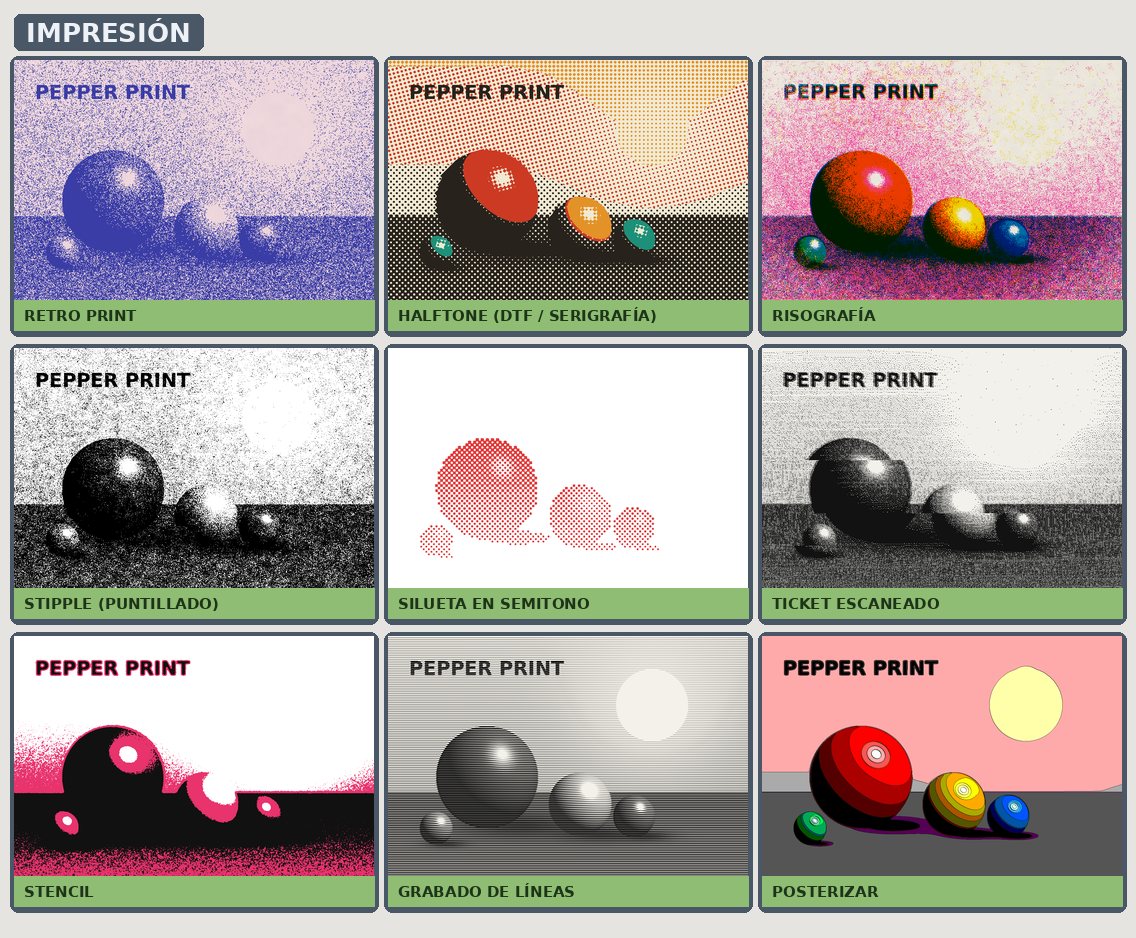 IMPRESIÓN
PEPPER PRINT
RETRO PRINT
PEPPER PRINT
HALFTONE (DTF / SERIGRAFÍA)
PEPPER PRINT
RISOGRAFÍA
PEPPER PRINT
STIPPLE (PUNTILLADO)
SILUETA EN SEMITONO
PEPPER PRINT
TICKET ESCANEADO
PEPPER PRINT
STENCIL
PEPPER PRINT
GRABADO DE LÍNEAS
PEPPER PRINT
POSTERIZAR